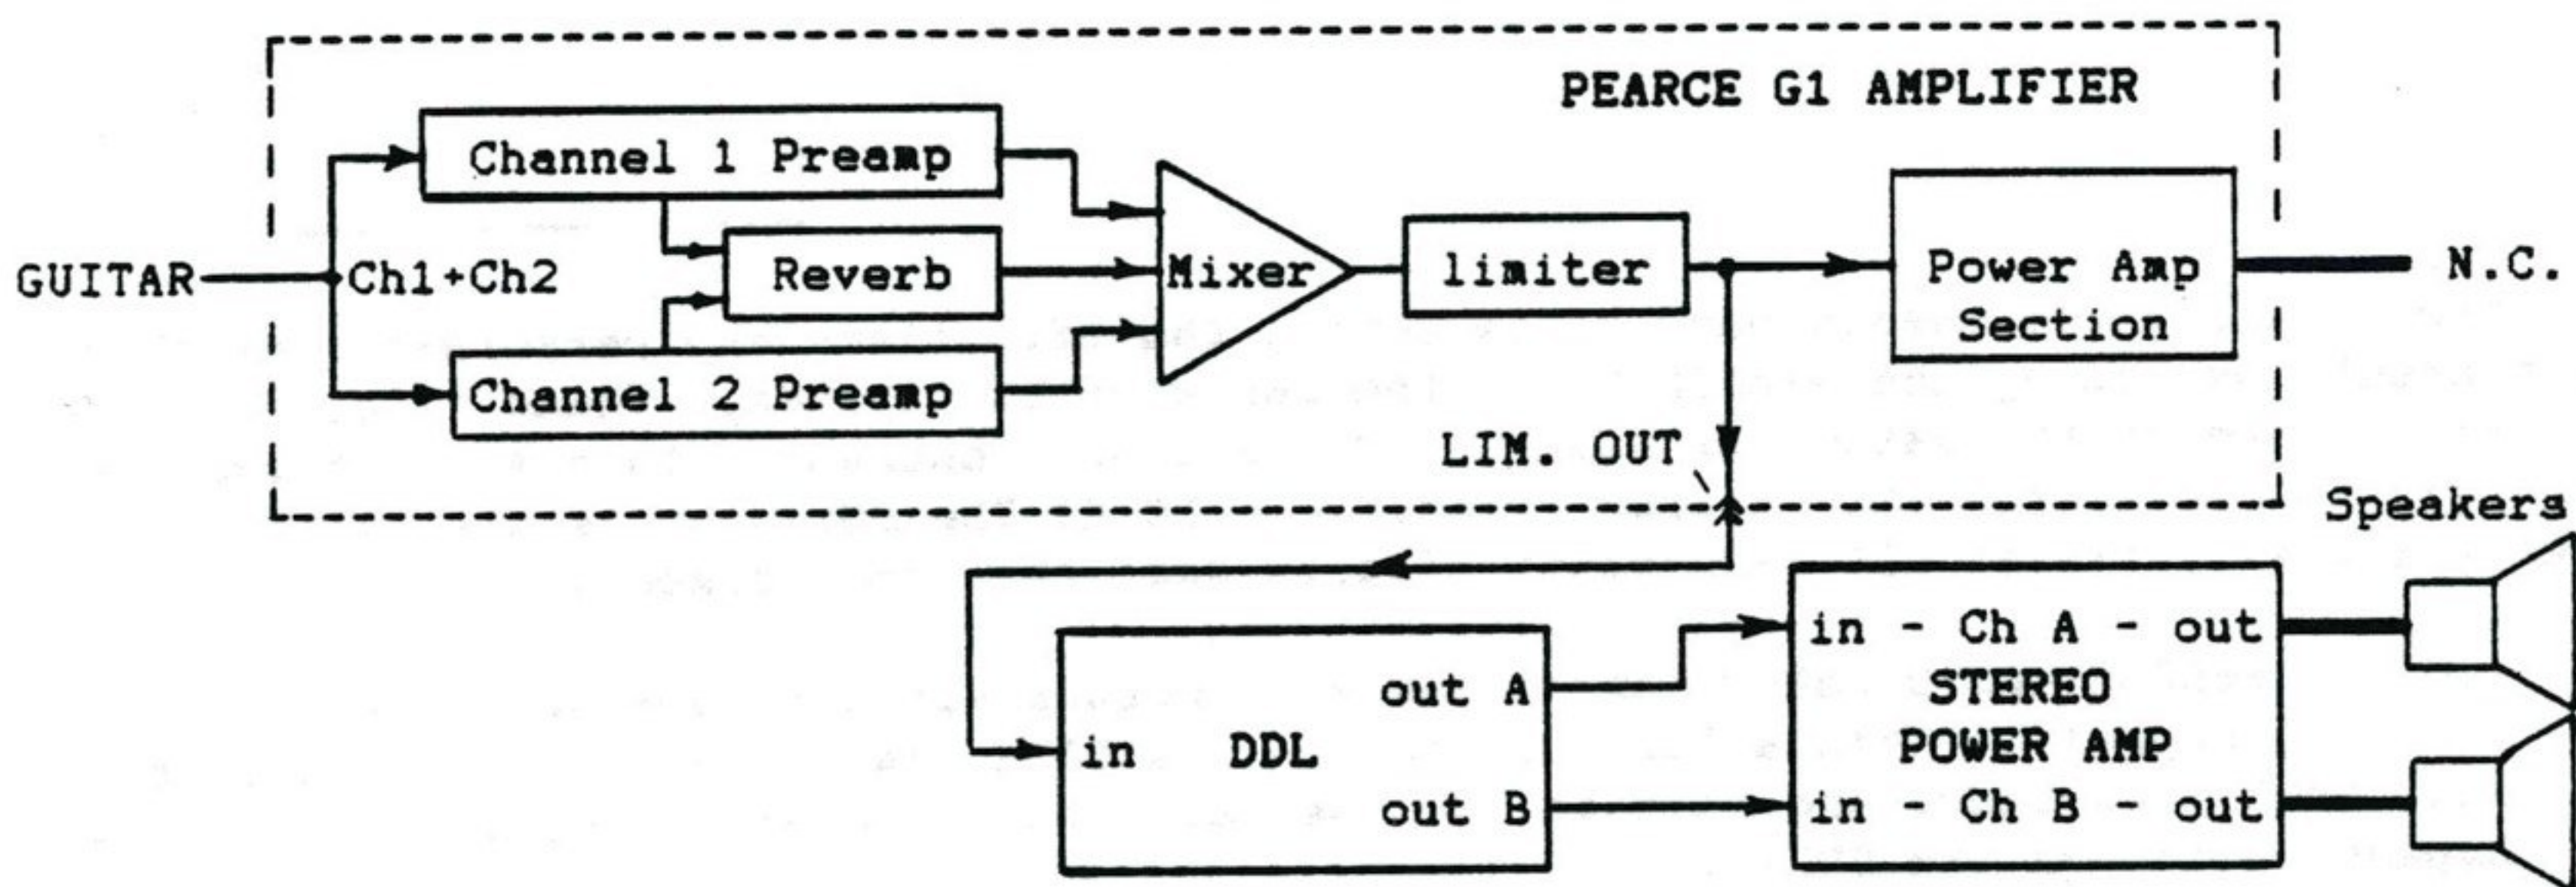 PEARCE G1 AMPLIFIER
Channel 1 Preamp
GUITAR
Ch1+Ch2
Reverb
Mixer
limiter
Power Amp
Section
N.C.
Channel 2 Preamp
LIM. OUT
Speakers
in - Ch A - out
STEREO
POWER AMP
in - Ch B - out
out A
in DDL
out B